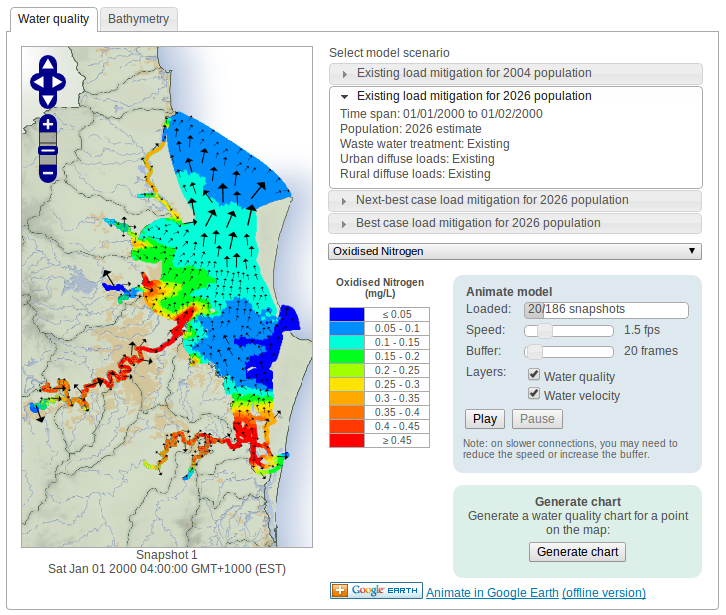 Water quality
Bathymetry
Select model scenario
Existing load mitigation for 2004 population
Existing load mitigation for 2026 population
Time span: 01/01/2000 to 01/02/2000
Population: 2026 estimate
Waste water treatment: Existing
Urban diffuse loads: Existing
Rural diffuse loads: Existing
Next-best case load mitigation for 2026 population
Best case load mitigation for 2026 population
Oxidised Nitrogen
Oxidised Nitrogen
(mg/L)
≤ 0.05
0.05 - 0.1
0.1 - 0.15
0.15 - 0.2
0.2 - 0.25
0.25 - 0.3
0.3 - 0.35
0.35 - 0.4
0.4 - 0.45
≥ 0.45
Animate model
Loaded: 20/186 snapshots
Speed: 1.5 fps
Buffer: 20 frames
Layers: Water quality
Water velocity
Play Pause
Note: on slower connections, you may need to
reduce the speed or increase the buffer.
Generate chart
Generate a water quality chart for a point
on the map:
Generate chart
Snapshot 1
Sat Jan 01 2000 04:00:00 GMT+1000 (EST)
Google EARTH Animate in Google Earth (offline version)